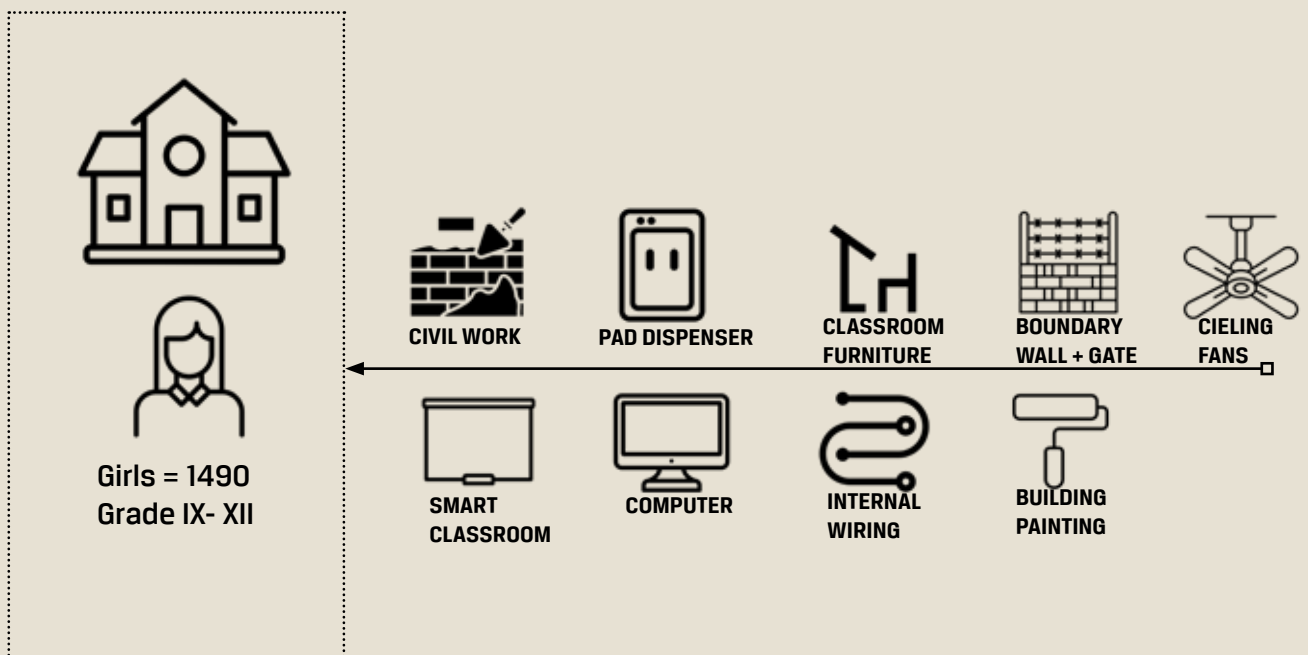 Girls = 1490
Grade IX- XII
CIVIL WORK
PAD DISPENSER
CLASSROOM
FURNITURE
BOUNDARY
WALL + GATE
CIELING
FANS
SMART
CLASSROOM
COMPUTER
INTERNAL
WIRING
BUILDING
PAINTING